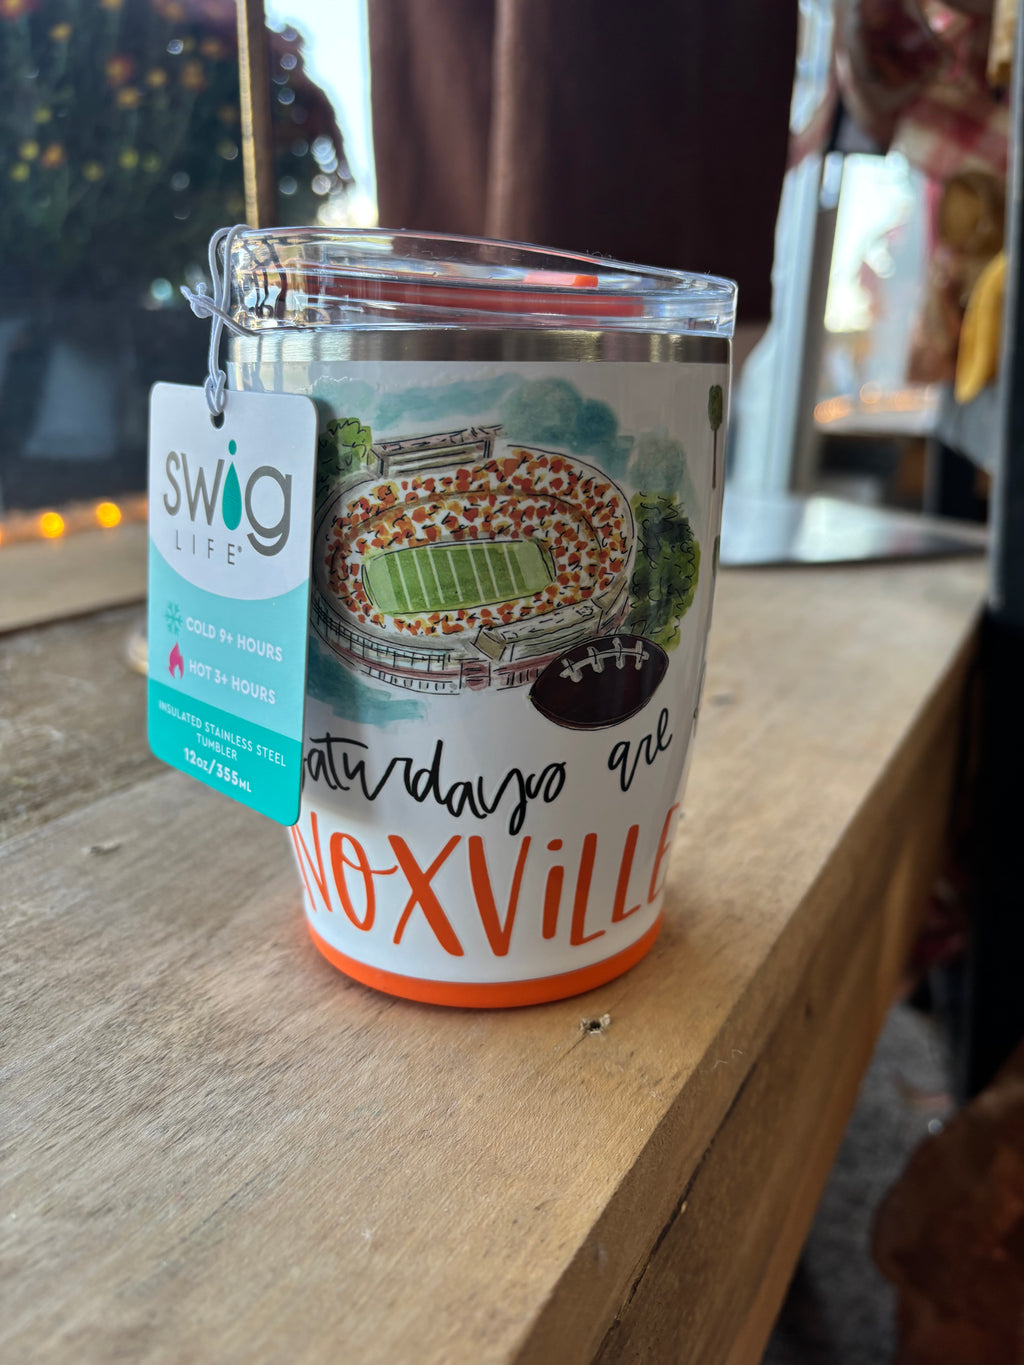 swig
LIFE®
COLD 9+ HOURS
HOT 3+ HOURS
INSULATED STAINLESS STEEL
TUMBLER
12OZ/355ML
aturdays are
NOXVILLE